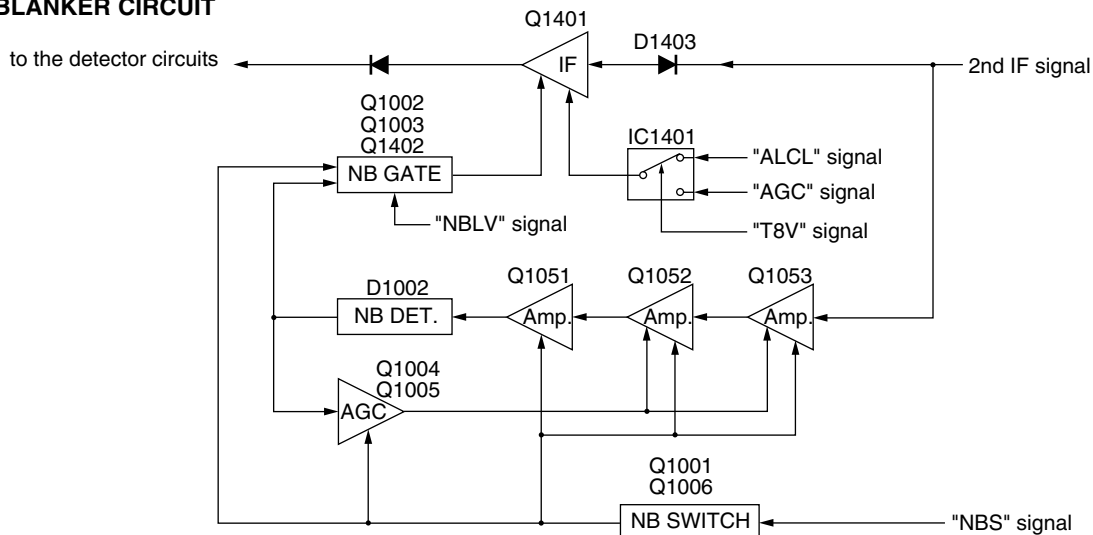 BLANKER CIRCUIT
Q1401
D1403
to the detector circuits
IF
2nd IF signal
Q1002
Q1003
Q1402
NB GATE
IC1401
"ALCL" signal
"AGC" signal
"T8V" signal
"NBLV" signal
D1002
NB DET.
Q1051
Amp.
Q1052
Amp.
Q1053
Amp.
Q1004
Q1005
AGC
Q1001
Q1006
NB SWITCH
"NBS" signal